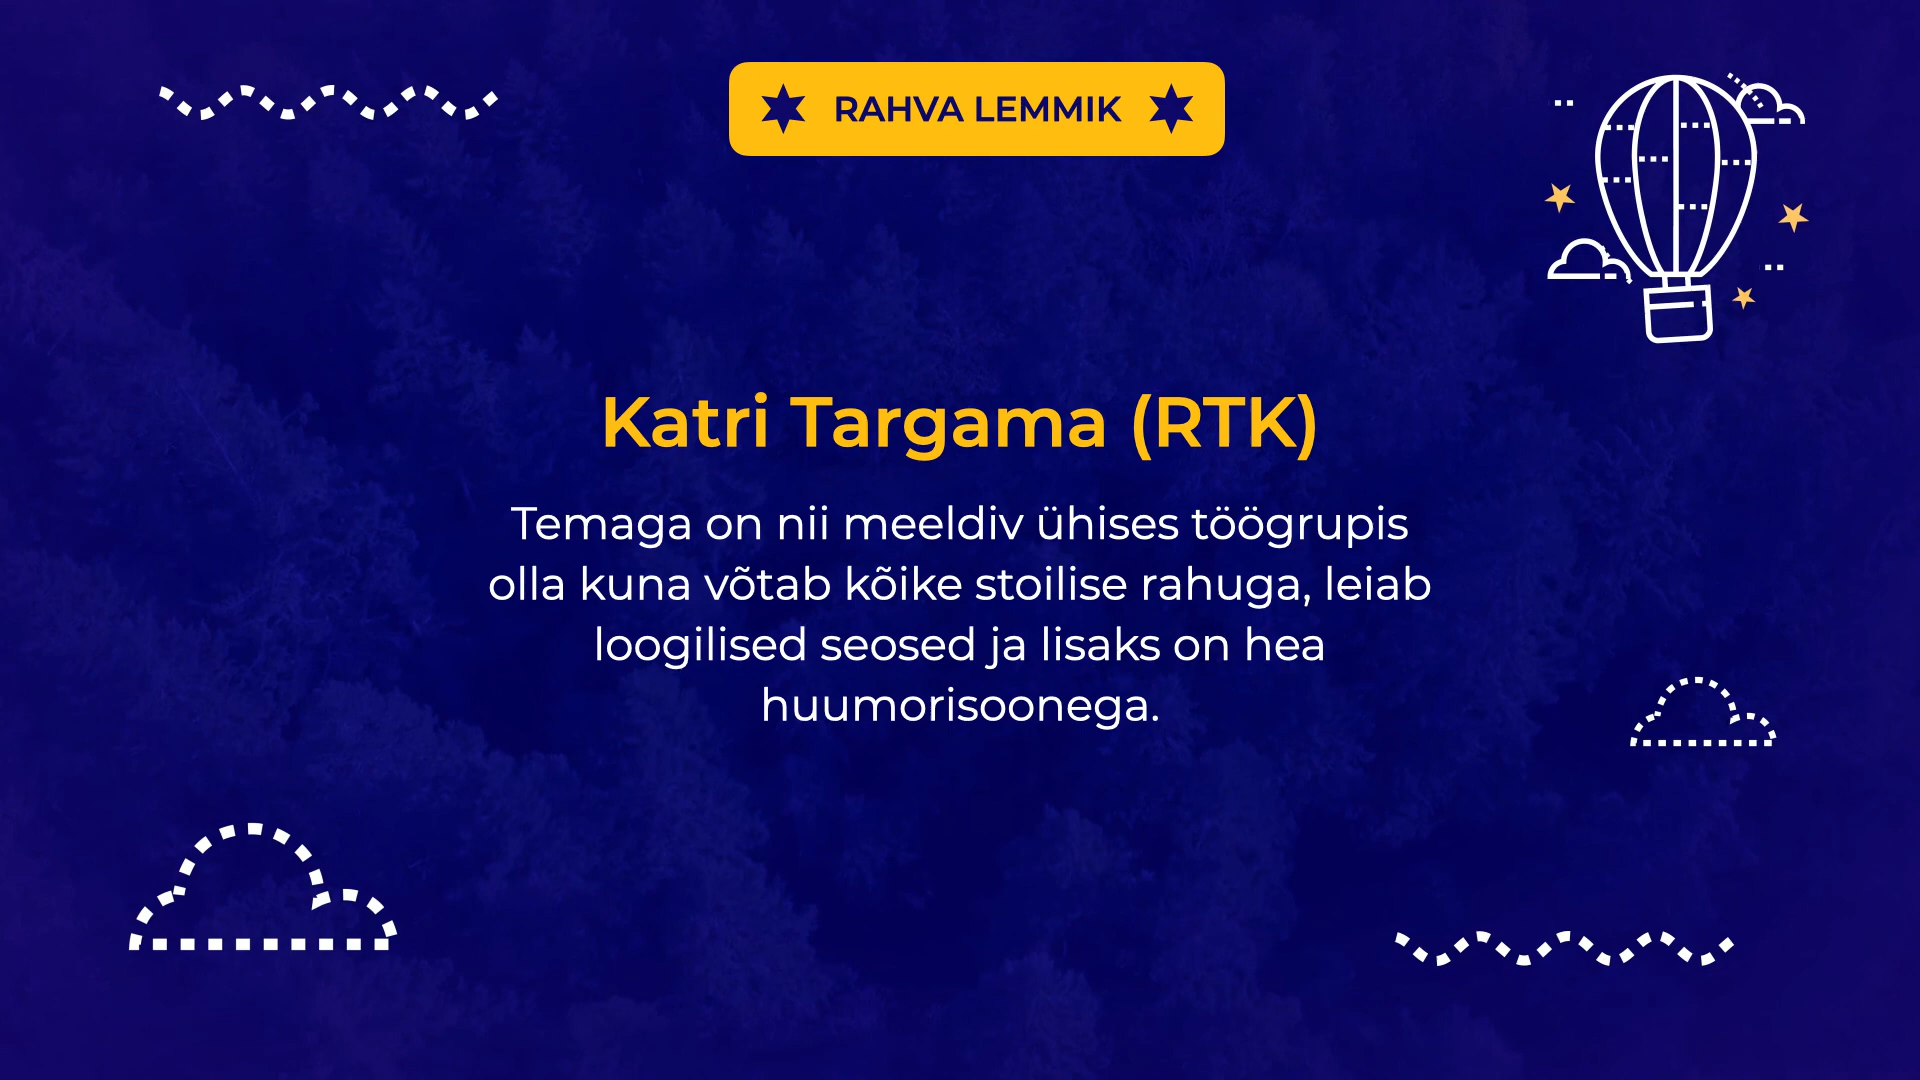 RAHVA LEMMIK
Katri Targama (RTK)
Temaga on nii meeldiv ühises töögrupis
olla kuna võtab kõike stoilise rahuga, leiab
loogilised seosed ja lisaks on hea
huumorisoonega.